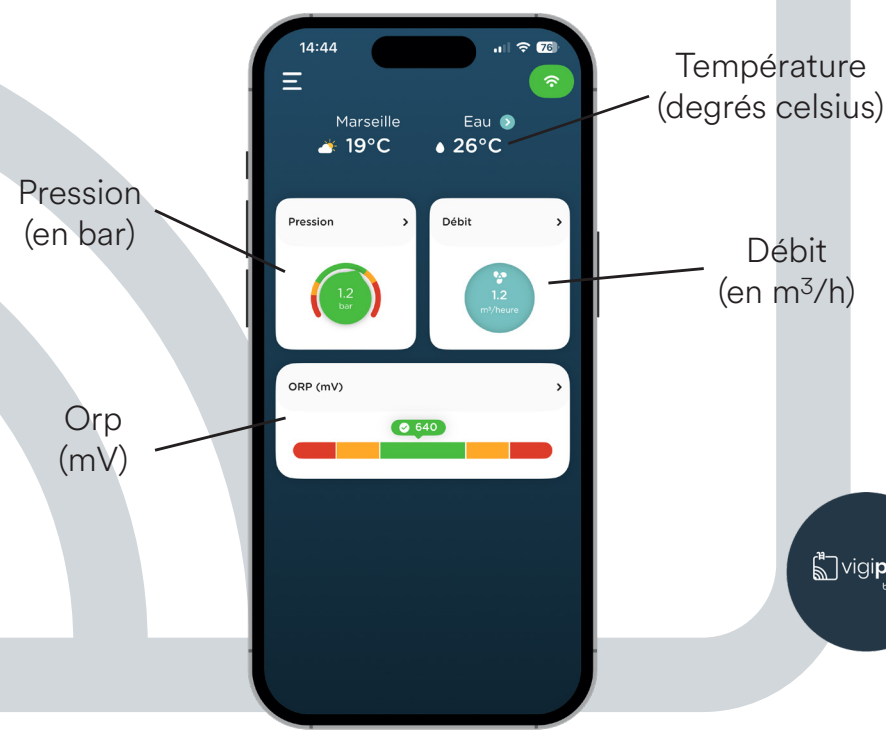 14:44
76
Marseille
Eau
19°C
26°C
Température
(degrés celsius)
Pression
(en bar)
Pression
1.2
bar
Débit
1.2
m³/heure
Débit
(en m³/h)
ORP (mV)
640
Orp
(mV)